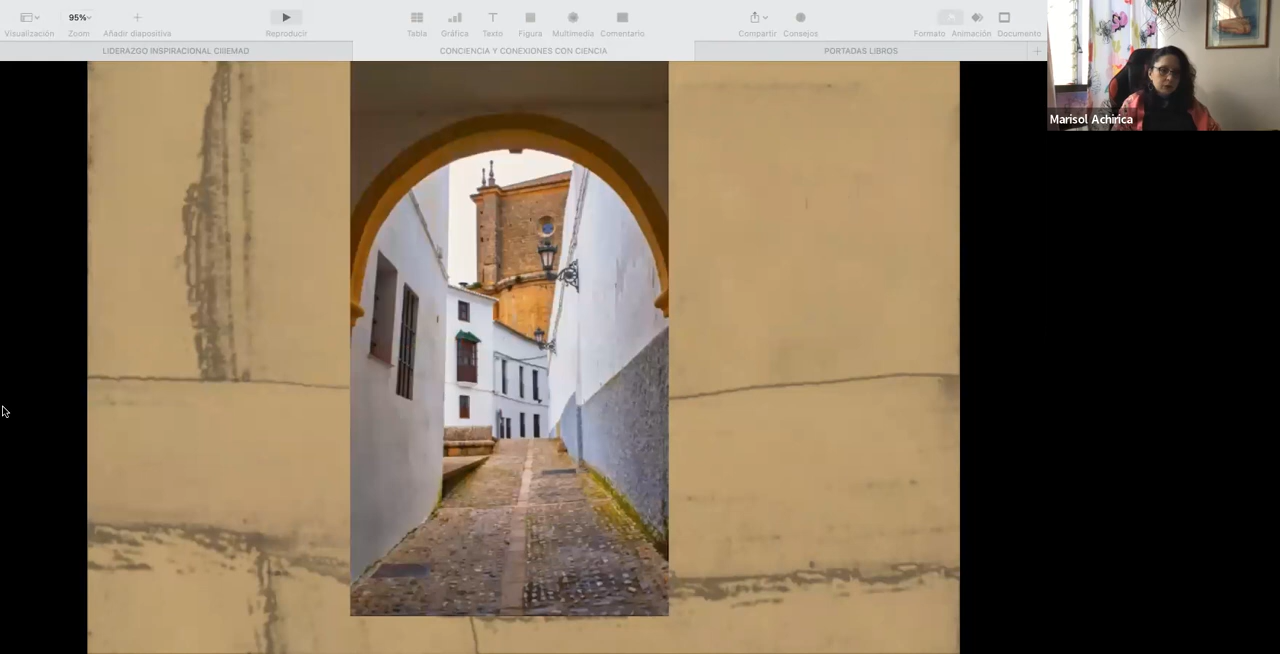 95%
Visualización Zoom Añadir diapositiva Reproducir Tabla Gráfica Texto Figura Multimedia Comentario Compartir Consejos Formato Animación Documento
LIDERAZGO INSPIRACIONAL CIIEMAD CONCIENCIA Y CONEXIONES CON CIENCIA PORTADAS LIBROS
Marisol Achirica